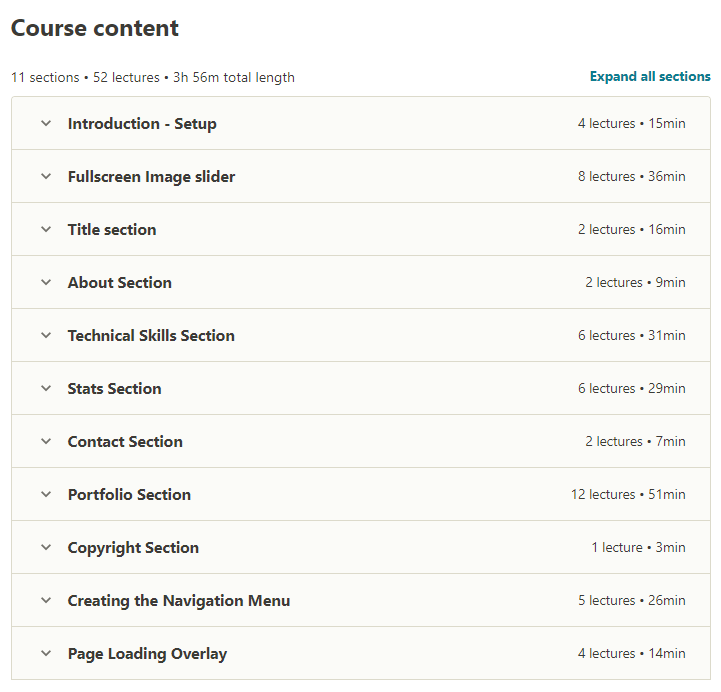 Course content
11 sections • 52 lectures • 3h 56m total length Expand all sections
Introduction - Setup 4 lectures • 15min
Fullscreen Image slider 8 lectures • 36min
Title section 2 lectures • 16min
About Section 2 lectures • 9min
Technical Skills Section 6 lectures • 31min
Stats Section 6 lectures • 29min
Contact Section 2 lectures • 7min
Portfolio Section 12 lectures • 51min
Copyright Section 1 lecture • 3min
Creating the Navigation Menu 5 lectures • 26min
Page Loading Overlay 4 lectures • 14min